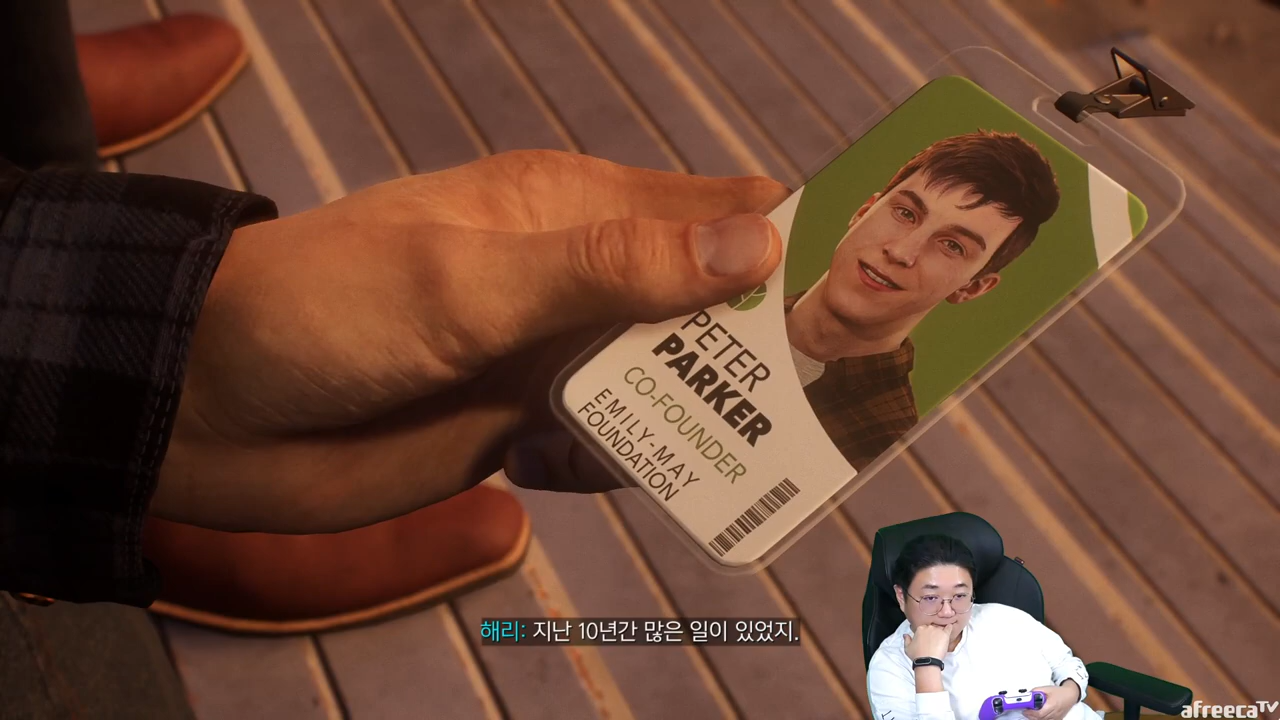 PETER
PARKER
CO-FOUNDER
EMILY-MAY
FOUNDATION
해리: 지난 10년간 많은 일이 있었지.
afreecaTV